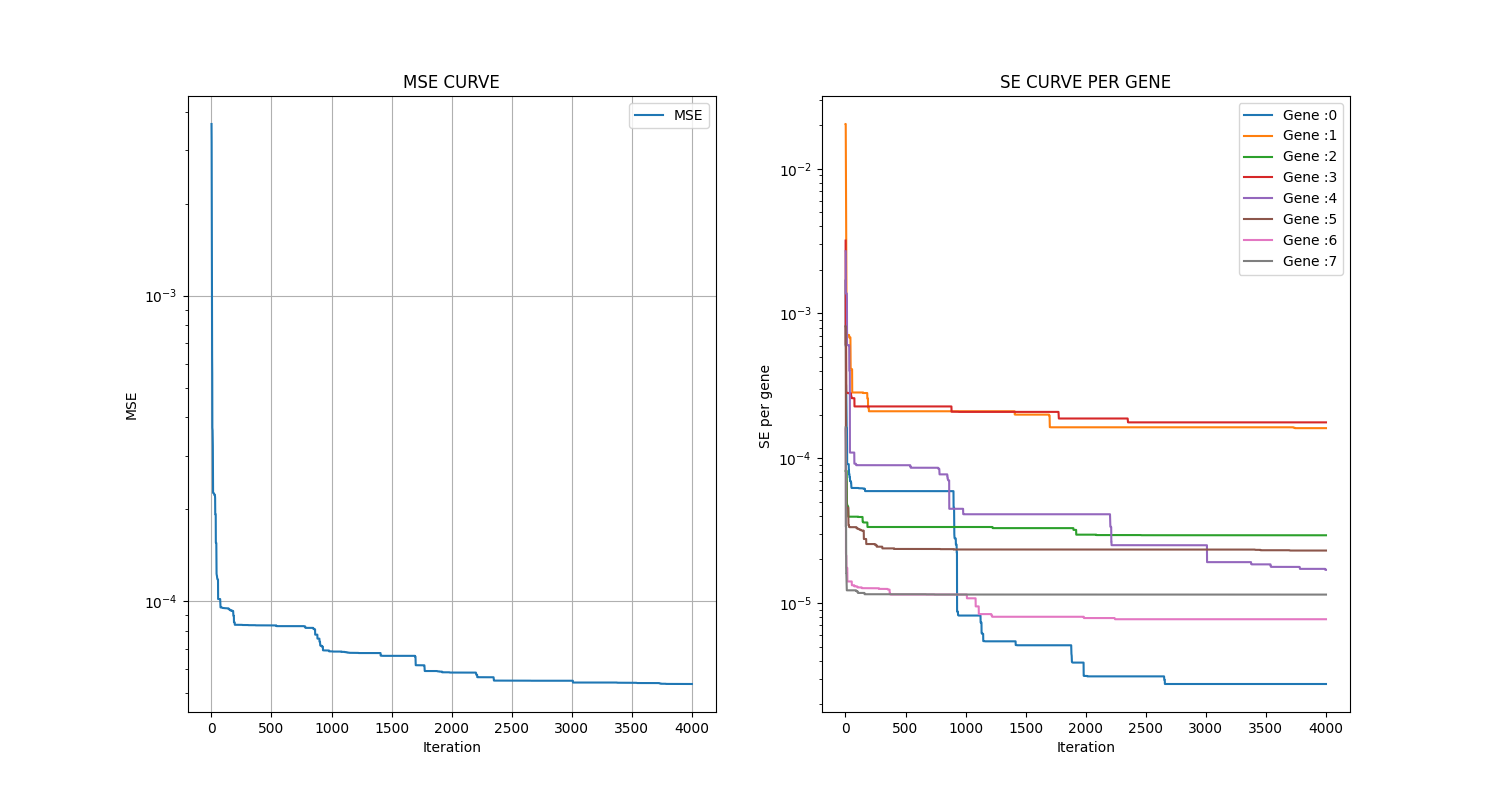 MSE CURVE
MSE
10⁻³
10⁻⁴
MSE
0 500 1000 1500 2000 2500 3000 3500 4000
Iteration
SE CURVE PER GENE
Gene :0
Gene :1
Gene :2
Gene :3
Gene :4
Gene :5
Gene :6
Gene :7
10⁻²
10⁻³
10⁻⁴
10⁻⁵
SE per gene
0 500 1000 1500 2000 2500 3000 3500 4000
Iteration